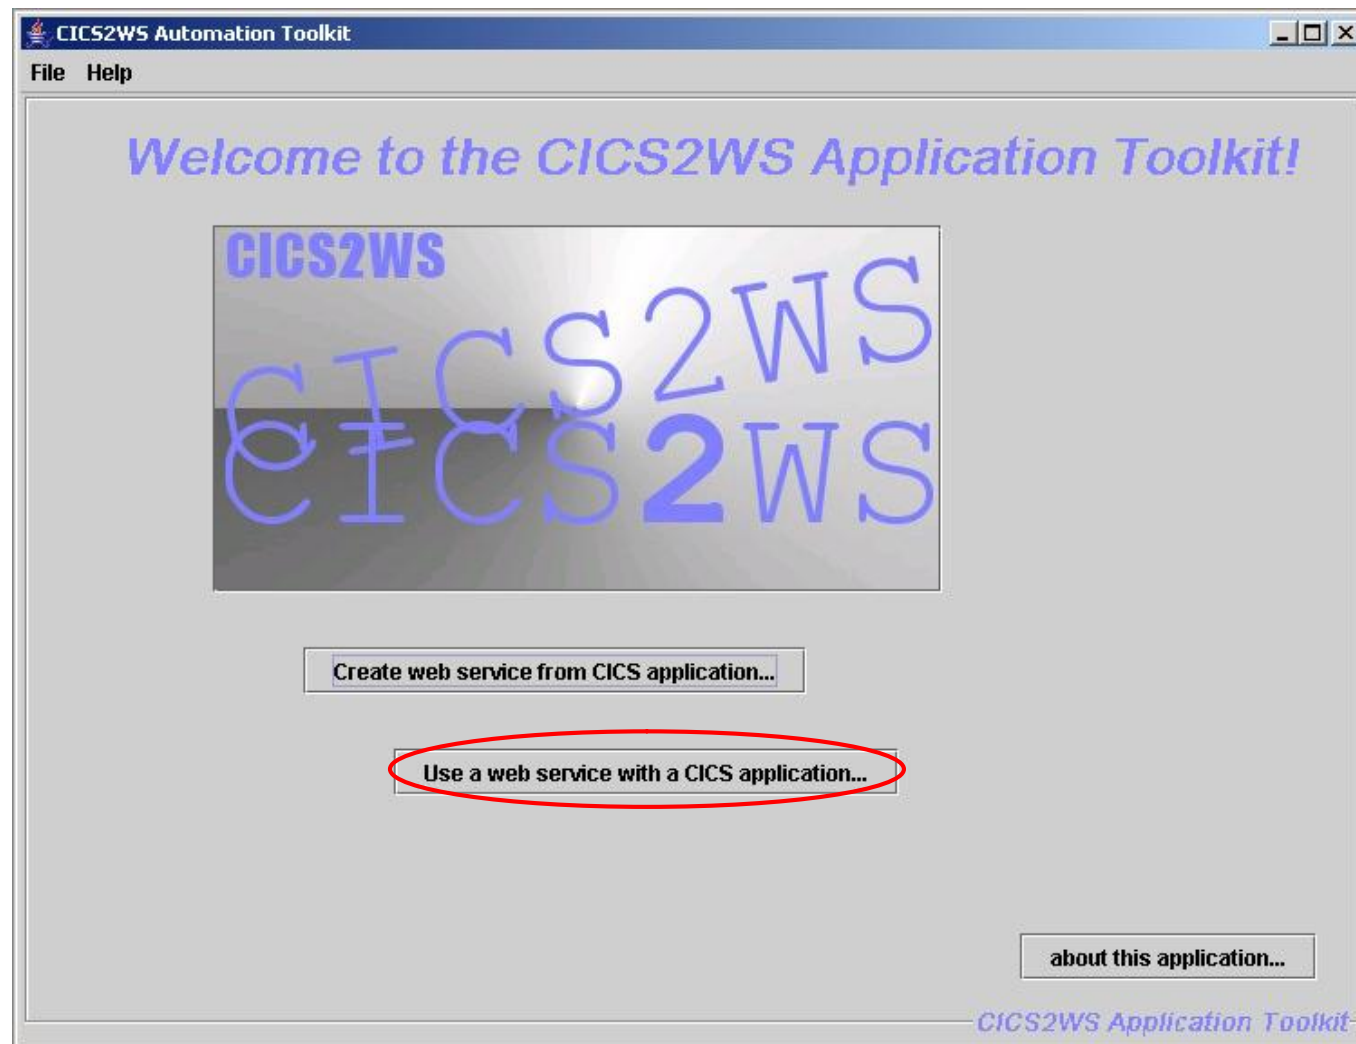 CICS2WS Automation Toolkit
File Help
Welcome to the CICS2WS Application Toolkit!
CICS2WS
CICS2WS
CICS2WS
Create web service from CICS application...
Use a web service with a CICS application...
about this application...
CICS2WS Application Toolkit